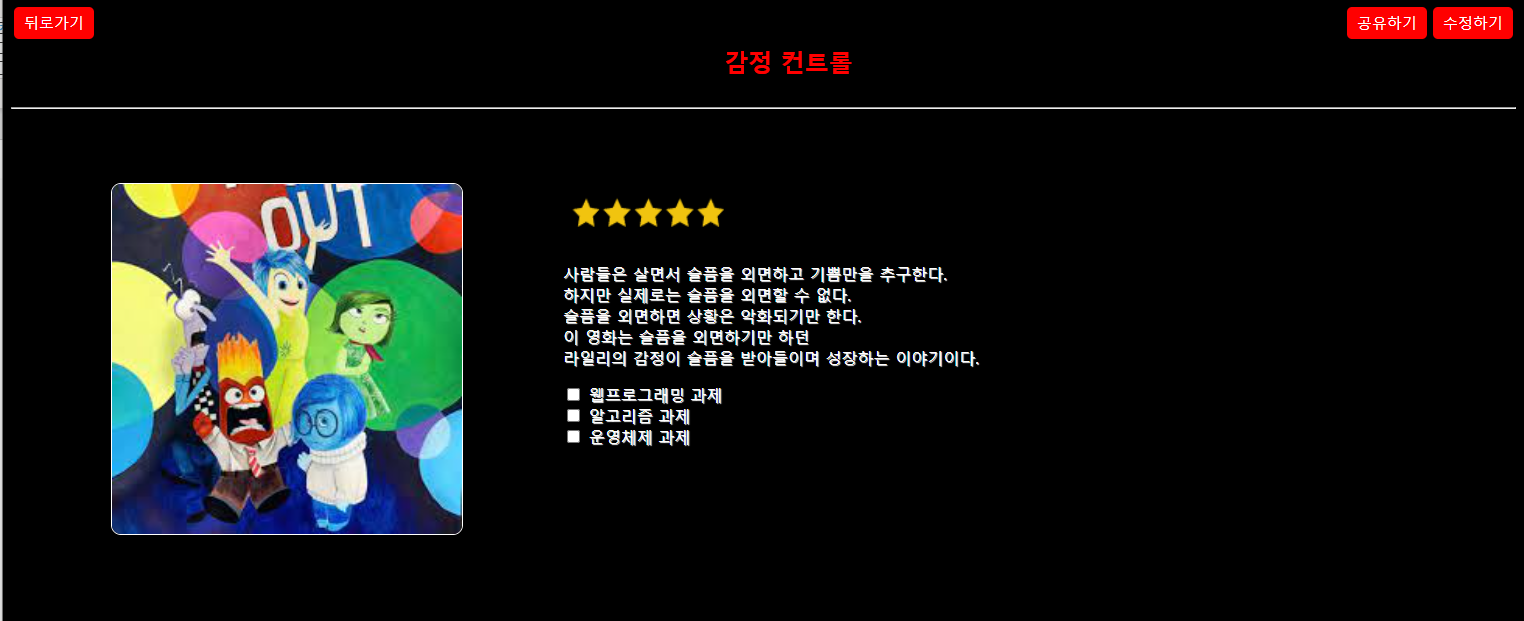 뒤로가기
공유하기 수정하기
감정 컨트롤
OUT
사람들은 살면서 슬픔을 외면하고 기쁨만을 추구한다.
하지만 실제로는 슬픔을 외면할 수 없다.
슬픔을 외면하면 상황은 악화되기만 한다.
이 영화는 슬픔을 외면하기만 하던
라일리의 감정이 슬픔을 받아들이며 성장하는 이야기이다.
웹프로그래밍 과제
알고리즘 과제
운영체제 과제